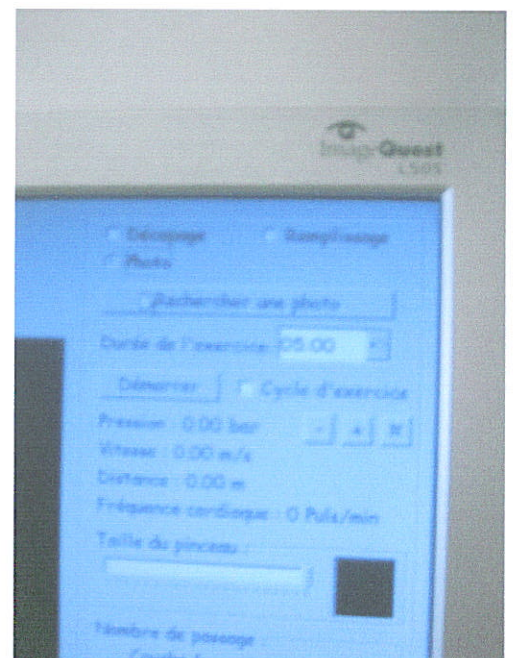 ImageQuest
L50S
Découpage Remplissage
Photo
Rechercher une photo
Durée de l'exercice 05:00
Démarrer Cycle d'exercice
Pression : 0.00 bar - +
Vitesse : 0.00 m/s
Distance : 0.00 m
Fréquence cardiaque : 0 Puls/min
Taille du pinceau :
Nombre de passage :